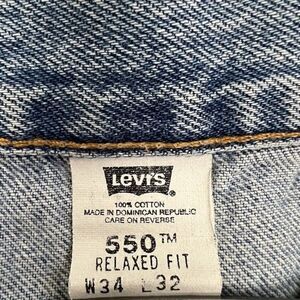 Levi's®
100% COTTON
MADE IN DOMINICAN REPUBLIC
CARE ON REVERSE
550™
RELAXED FIT
W34 L32